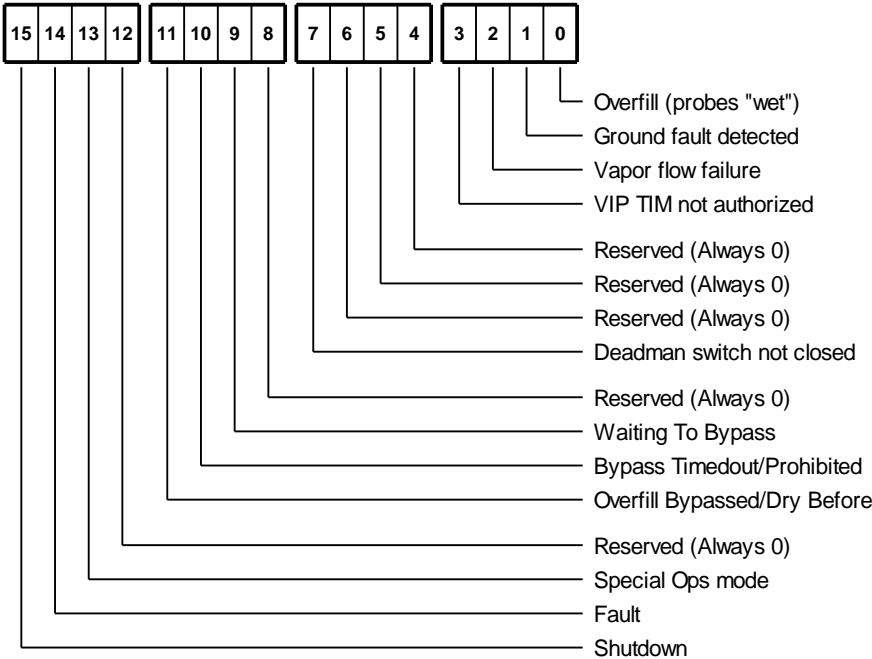 15 14 13 12 11 10 9 8 7 6 5 4 3 2 1 0
Overfill (probes "wet")
Ground fault detected
Vapor flow failure
VIP TIM not authorized
Reserved (Always 0)
Reserved (Always 0)
Reserved (Always 0)
Deadman switch not closed
Reserved (Always 0)
Waiting To Bypass
Bypass Timedout/Prohibited
Overfill Bypassed/Dry Before
Reserved (Always 0)
Special Ops mode
Fault
Shutdown